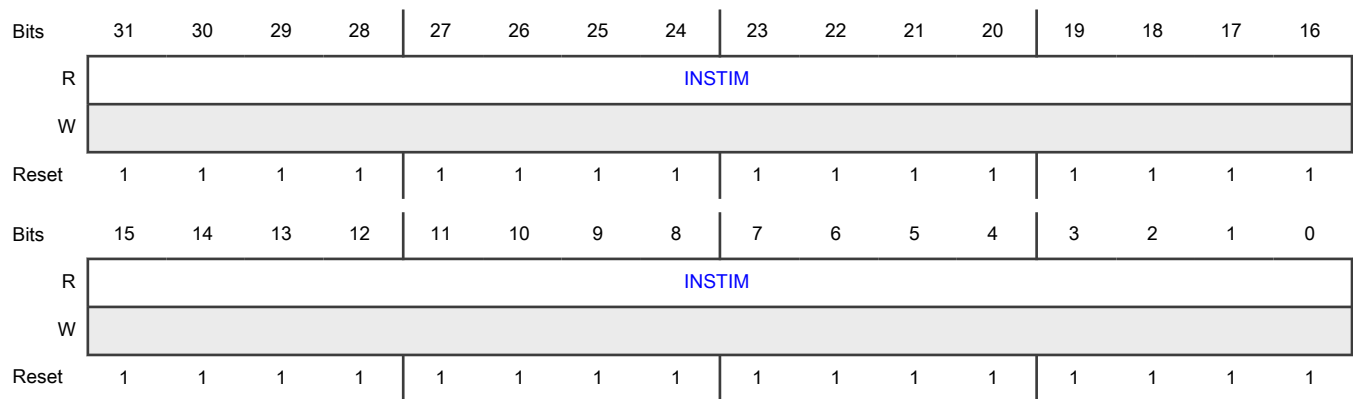 Bits 31 30 29 28 27 26 25 24 23 22 21 20 19 18 17 16
R INSTIM
W
Reset 1 1 1 1 1 1 1 1 1 1 1 1 1 1 1 1
Bits 15 14 13 12 11 10 9 8 7 6 5 4 3 2 1 0
R INSTIM
W
Reset 1 1 1 1 1 1 1 1 1 1 1 1 1 1 1 1